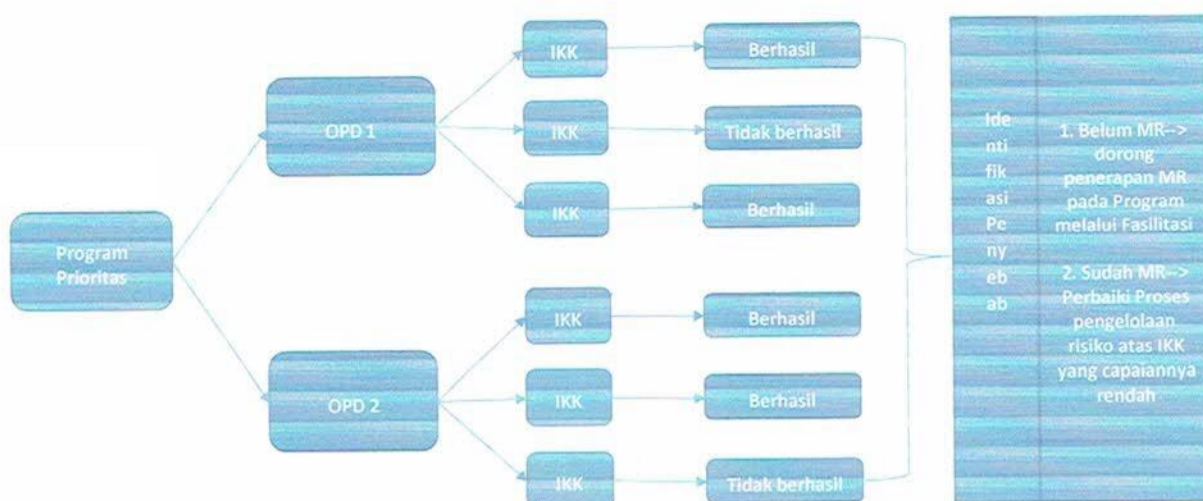 Program
Prioritas
OPD 1
IKK
Berhasil
IKK
Tidak berhasil
IKK
Berhasil
OPD 2
IKK
Berhasil
IKK
Berhasil
IKK
Tidak berhasil
Ide
nti
fik
asi
Pe
ny
eb
ab
1. Belum MR-->
dorong
penerapan MR
pada Program
melalui Fasilitasi
2. Sudah MR-->
Perbaiki Proses
pengelolaan
risiko atas IKK
yang capaiannya
rendah